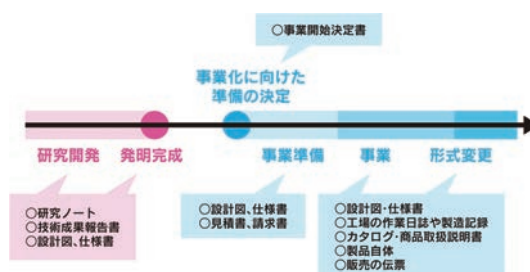 ○事業開始決定書
事業化に向けた
準備の決定
研究開発
発明完成
事業準備
事業
形式変更
○研究ノート
○技術成果報告書
○設計図、仕様書
○設計図、仕様書
○見積書、請求書
○設計図・仕様書
○工場の作業日誌や製造記録
○カタログ・商品取扱説明書
○製品自体
○販売の伝票